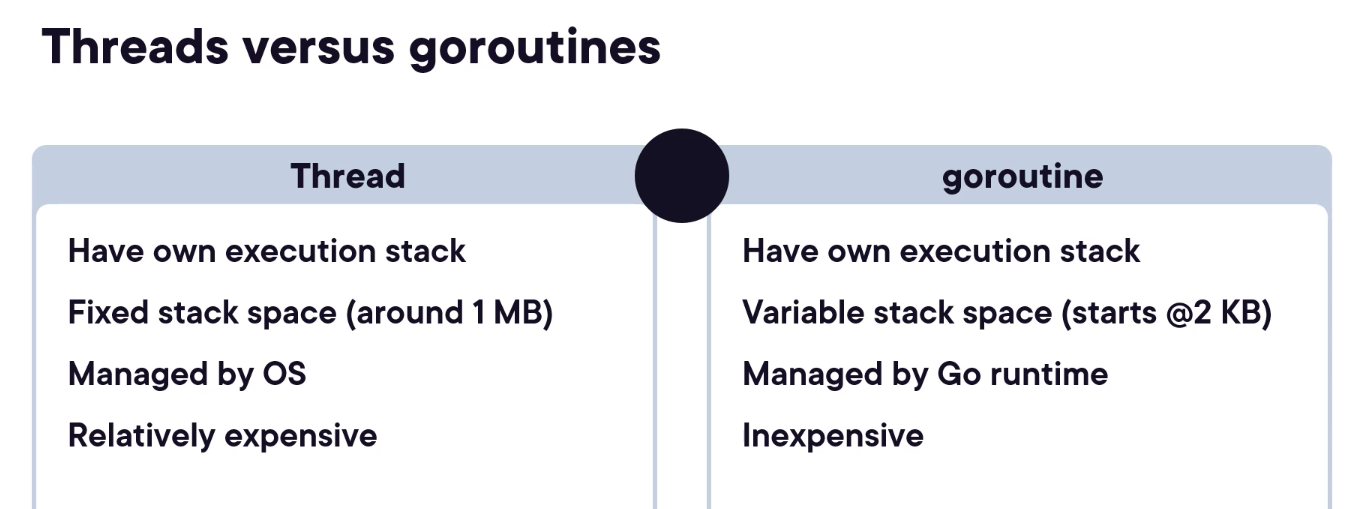 Threads versus goroutines
Thread
Have own execution stack
Fixed stack space (around 1 MB)
Managed by OS
Relatively expensive
goroutine
Have own execution stack
Variable stack space (starts @2 KB)
Managed by Go runtime
Inexpensive